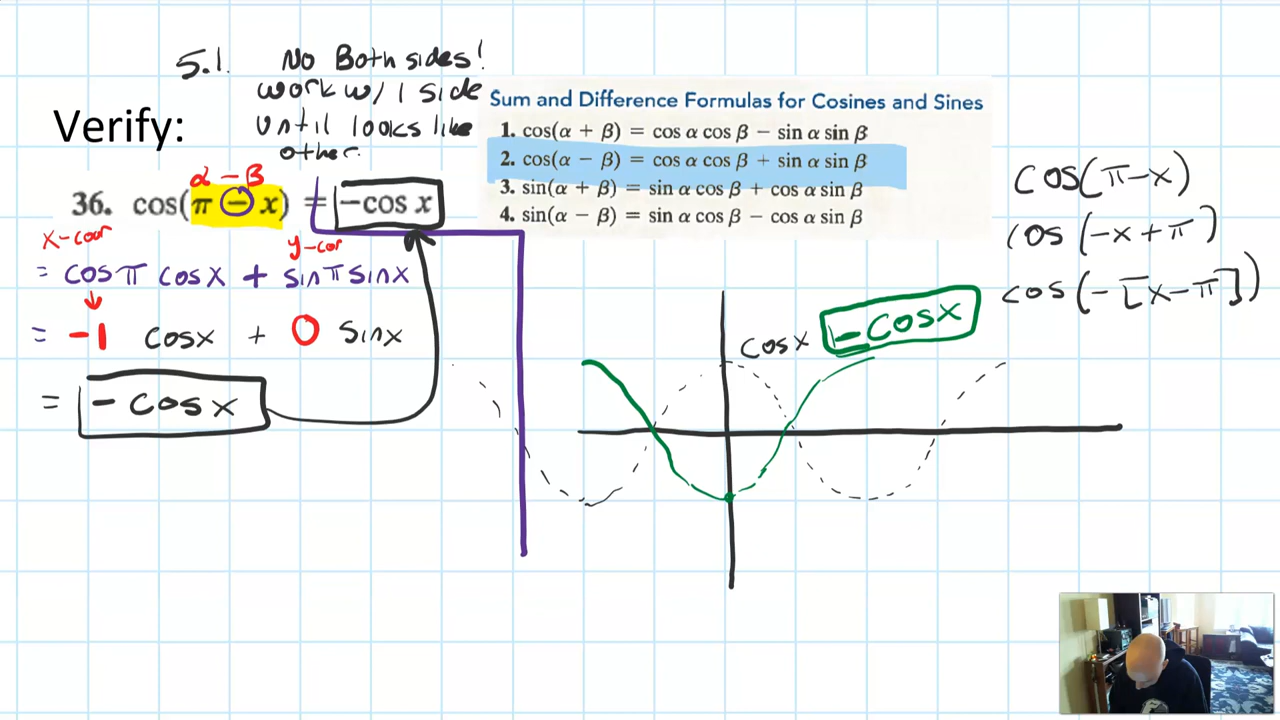 5.1. No Both sides!
work w/ 1 side
until looks like
other.
Verify:
Sum and Difference Formulas for Cosines and Sines
1. cos(α + β) = cos α cos β − sin α sin β
2. cos(α − β) = cos α cos β + sin α sin β
3. sin(α + β) = sin α cos β + cos α sin β
4. sin(α − β) = sin α cos β − cos α sin β
α − β
36. cos(π − x) = −cos x
x-coor y-cor
= cos π cos x + sin π sin x
= −1 cos x + 0 sin x
= −cos x
cos x −cos x
cos(π−x)
cos(−x+π)
cos(−[x−π])